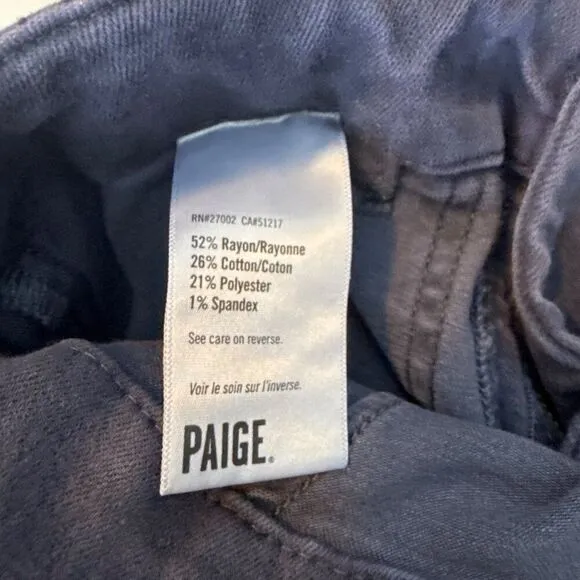 RN#27002 CA#51217
52% Rayon/Rayonne
26% Cotton/Coton
21% Polyester
1% Spandex
See care on reverse.
Voir le soin sur l'inverse.
PAIGE®